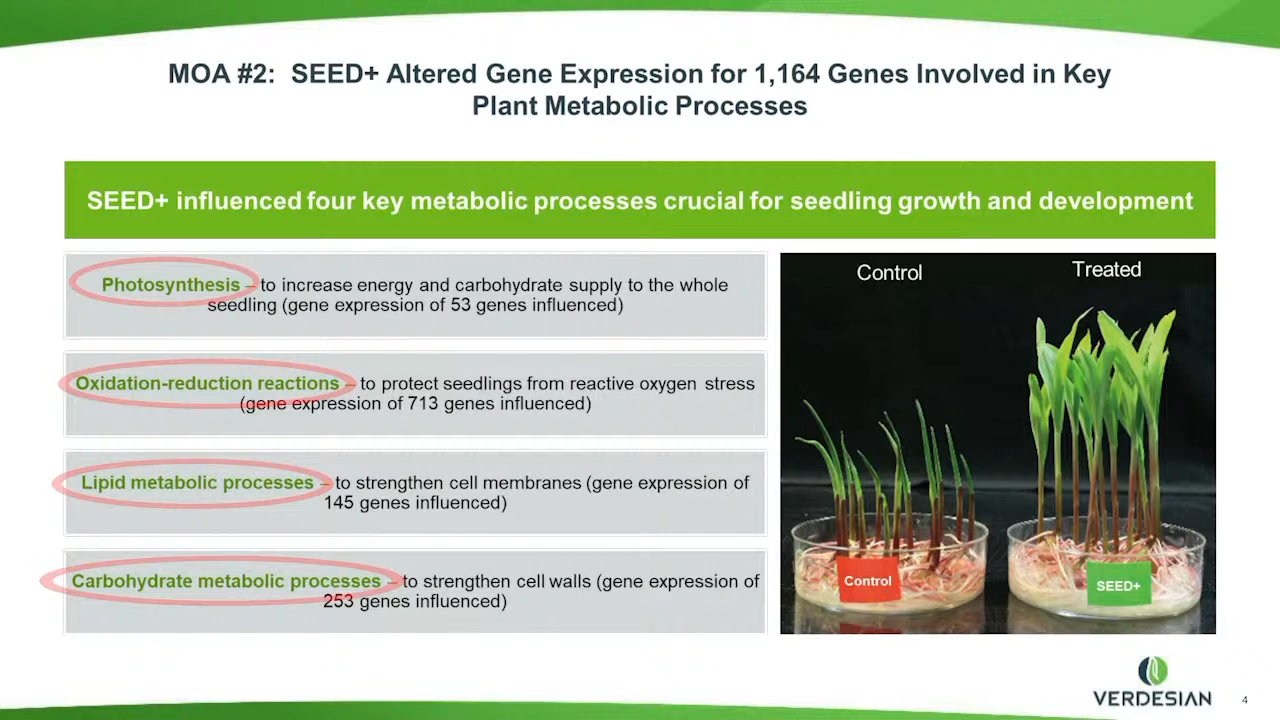 MOA #2: SEED+ Altered Gene Expression for 1,164 Genes Involved in Key
Plant Metabolic Processes
SEED+ influenced four key metabolic processes crucial for seedling growth and development
Photosynthesis – to increase energy and carbohydrate supply to the whole
seedling (gene expression of 53 genes influenced)
Oxidation-reduction reactions – to protect seedlings from reactive oxygen stress
(gene expression of 713 genes influenced)
Lipid metabolic processes – to strengthen cell membranes (gene expression of
145 genes influenced)
Carbohydrate metabolic processes – to strengthen cell walls (gene expression of
253 genes influenced)
Control
Treated
Control
SEED+
VERDESIAN
4